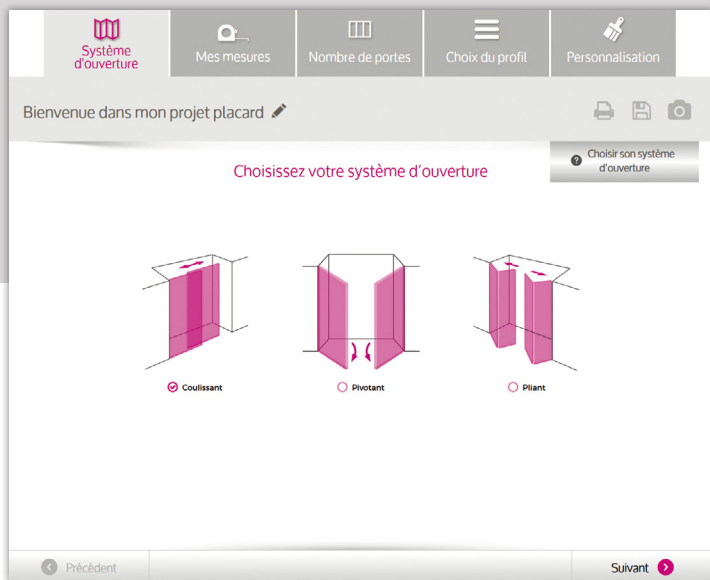 Système
d'ouverture
Mes mesures
Nombre de portes
Choix du profil
Personnalisation
Bienvenue dans mon projet placard
Choisissez votre système d'ouverture
? Choisir son système
d'ouverture
Coulissant
Pivotant
Pliant
Précédent
Suivant